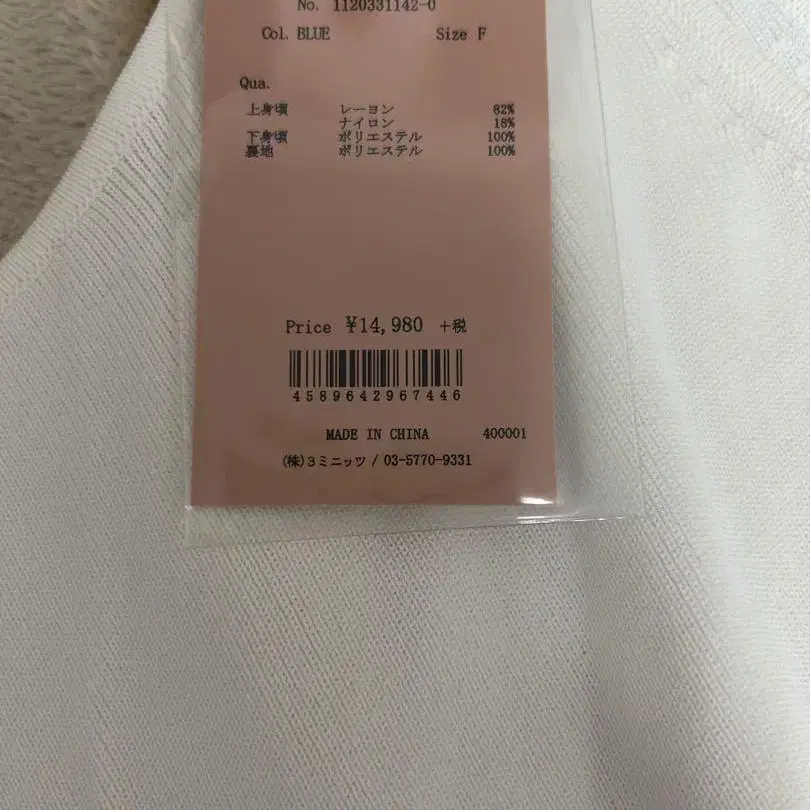 No. 1120331142-0
Col. BLUE Size F
Qua.
上身頃 レーヨン 82%
ナイロン 18%
下身頃 ポリエステル 100%
裏地 ポリエステル 100%
Price ¥14,980 +税
4589642967446
MADE IN CHINA 400001
(株)3ミニッツ / 03-5770-9331